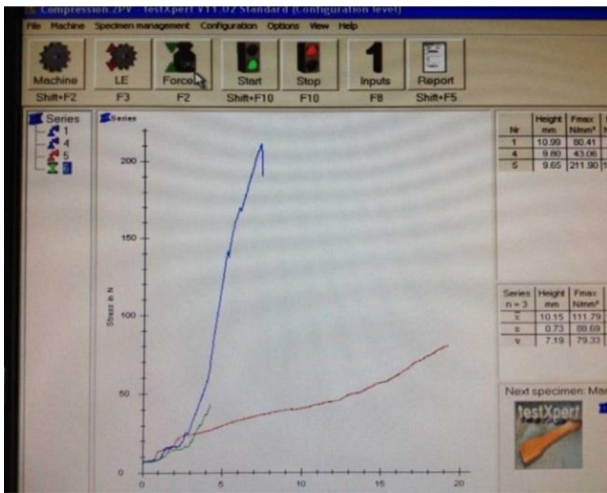 Compression.ZPV - testXpert V11.02 Standard (Configuration level)
File Machine Specimen management Configuration Options View Help
Machine LE Force Start Stop Inputs Report
Shift+F2 F3 F2 Shift+F10 F10 F8 Shift+F5
Series
1
4
5
6
Series
200
150
100
50
0
Stress in N
0 5 10 15 20
Nr Height mm Fmax N/mm²
1 10.99 80.41
4 9.80 43.06
5 9.65 211.90
Series n = 3 Height mm Fmax N/mm²
x̄ 10.15 111.79
s 0.73 88.69
v 7.19 79.33
Next specimen:
testXpert